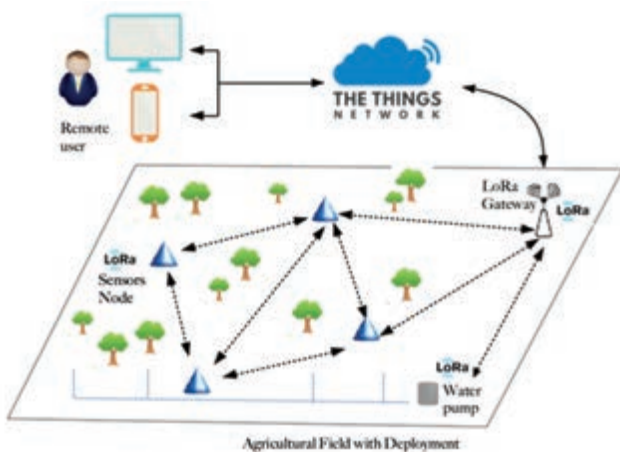 Remote
user
THE THINGS
NETWORK
LoRa
Gateway
LoRa
LoRa
Sensors
Node
LoRa
Water
pump
Agricultural Field with Deployment